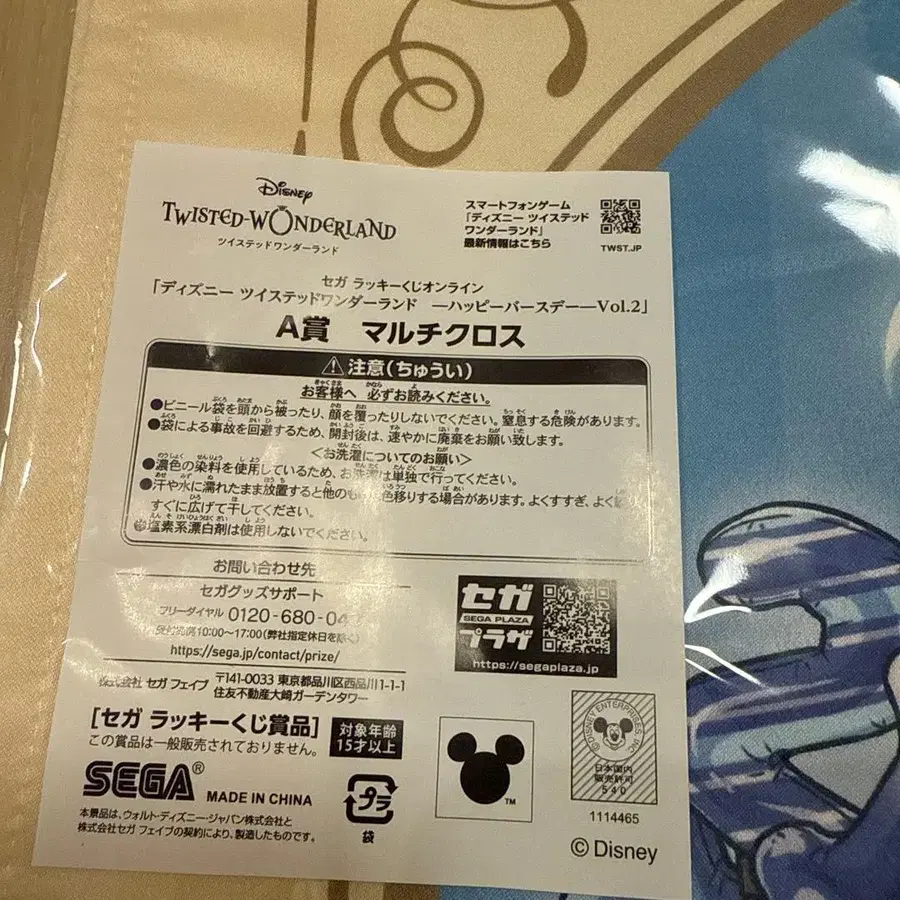 Disney
TWISTED-WONDERLAND
ツイステッドワンダーランド
スマートフォンゲーム
「ディズニー ツイステッド
ワンダーランド」
最新情報はこちら
TWST.JP
セガ ラッキーくじオンライン
「ディズニー ツイステッドワンダーランド ―ハッピーバースデー―Vol.2」
A賞 マルチクロス
注意(ちゅうい)
お客様へ 必ずお読みください。
●ビニール袋を頭から被ったり、顔を覆ったりしないでください。窒息する危険があります。
●袋による事故を回避するため、開封後は、速やかに廃棄をお願い致します。
<お洗濯についてのお願い>
●濃色の染料を使用しているため、お洗濯は単独で行ってください。
●汗や水に濡れたまま放置すると他のも 色移りする場合があります。よくすすぎ、よく
すぐに広げて干してください。
塩素系漂白剤は使用しないでください。
お問い合わせ先
セガグッズサポート
フリーダイヤル 0120-680-04
受付時間10:00～17:00(弊社指定休日を除く)
https://sega.jp/contact/prize/
セガ
SEGA PLAZA
プラザ
https://segaplaza.jp
株式会社 セガ フェイブ 〒141-0033 東京都品川区西品川1-1-1
住友不動産大崎ガーデンタワー
[セガ ラッキーくじ賞品]
この賞品は一般販売されておりません。
対象年齢
15才以上
SEGA® MADE IN CHINA
本景品は、ウォルト・ディズニー・ジャパン株式会社と
株式会社セガ フェイブの契約により、製造したものです。
プラ
袋
TM
© DISNEY ENTERPRISES INC.
日本国内
販売許可
540
1114465
© Disney